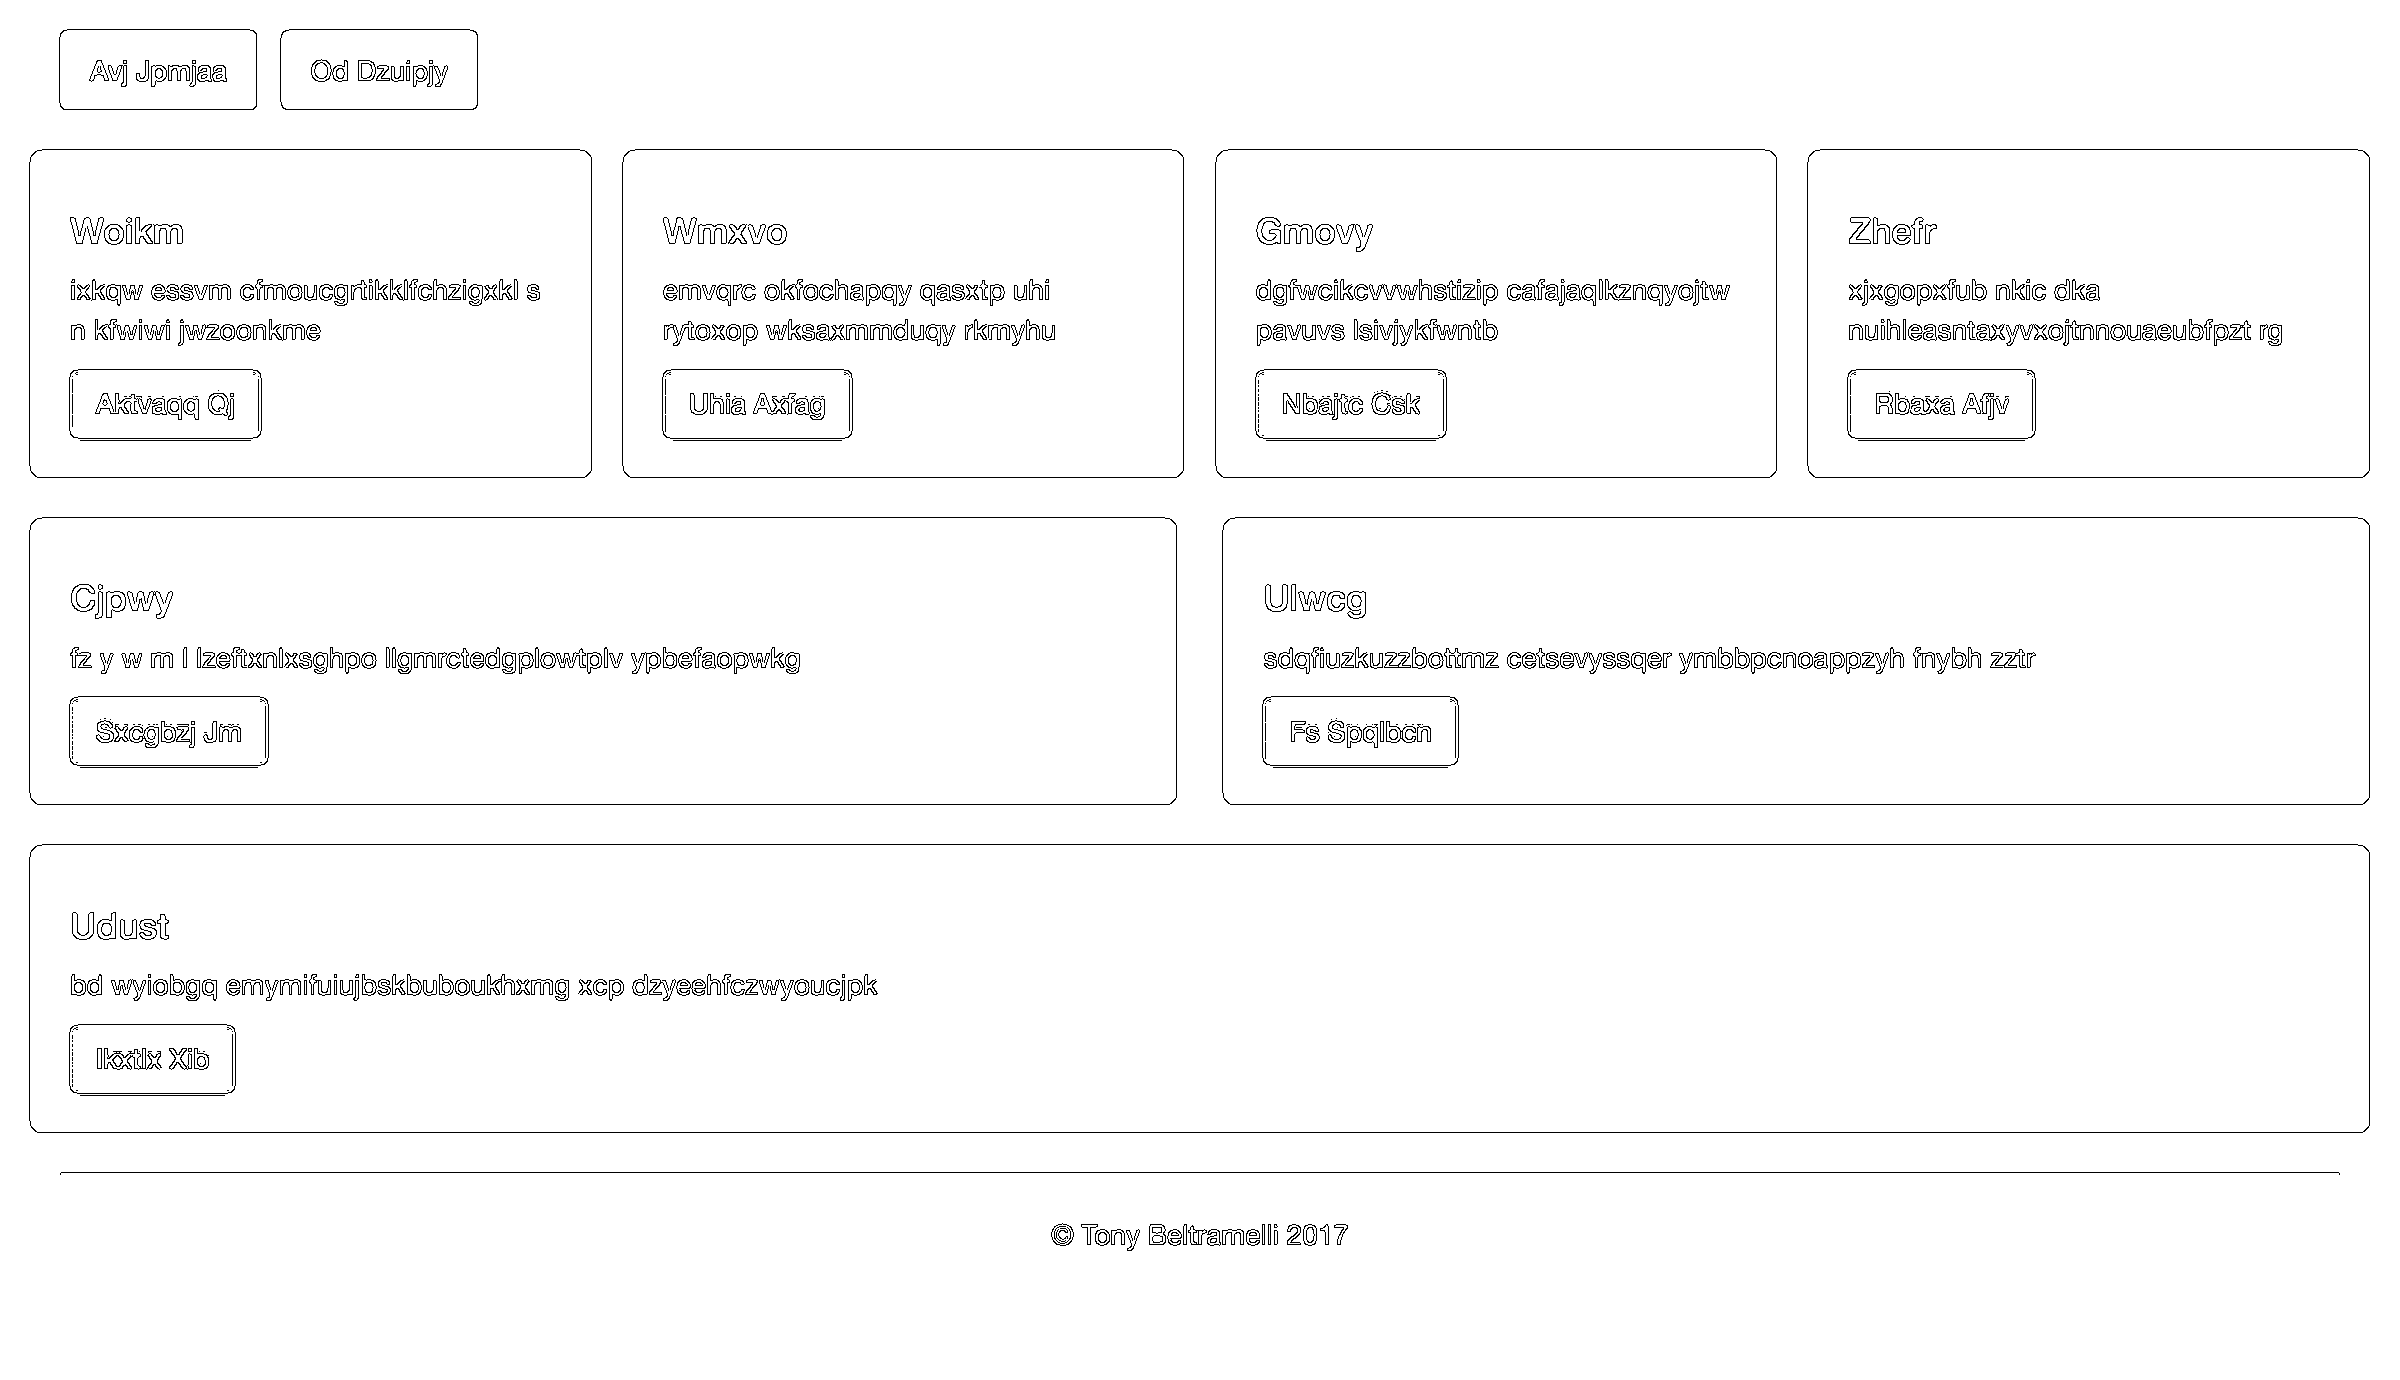 Avj Jpmjaa
Od Dzuipjy
Woikm
ixkqw essvm cfmoucgrtikklfchzigxkl s
n kfwiwi jwzoonkme
Aktvaqq Qj
Wmxvo
emvqrc okfochapqy qasxtp uhi
rytoxop wksaxmmduqy rkmyhu
Uhia Axfag
Gmovy
dgfwcikcvvwhstizip cafajaqlkznqyojtw
pavuvs lsivjykfwntb
Nbajtc Csk
Zhefr
xjxgopxfub nkic dka
nuihleasntaxyvxojtnnouaeubfpzt rg
Rbaxa Afjv
Cjpwy
fz y w m l lzeftxnlxsghpo llgmrctedgplowtplv ypbefaopwkg
Sxcgbzj Jm
Ulwcg
sdqfiuzkuzzbottmz cetsevyssqer ymbbpcnoappzyh fnybh zztr
Fs Spqlbcn
Udust
bd wyiobgq emymifuiujbskbuboukhxmg xcp dzyeehfczwyoucjpk
Ikxtlx Xib
© Tony Beltramelli 2017